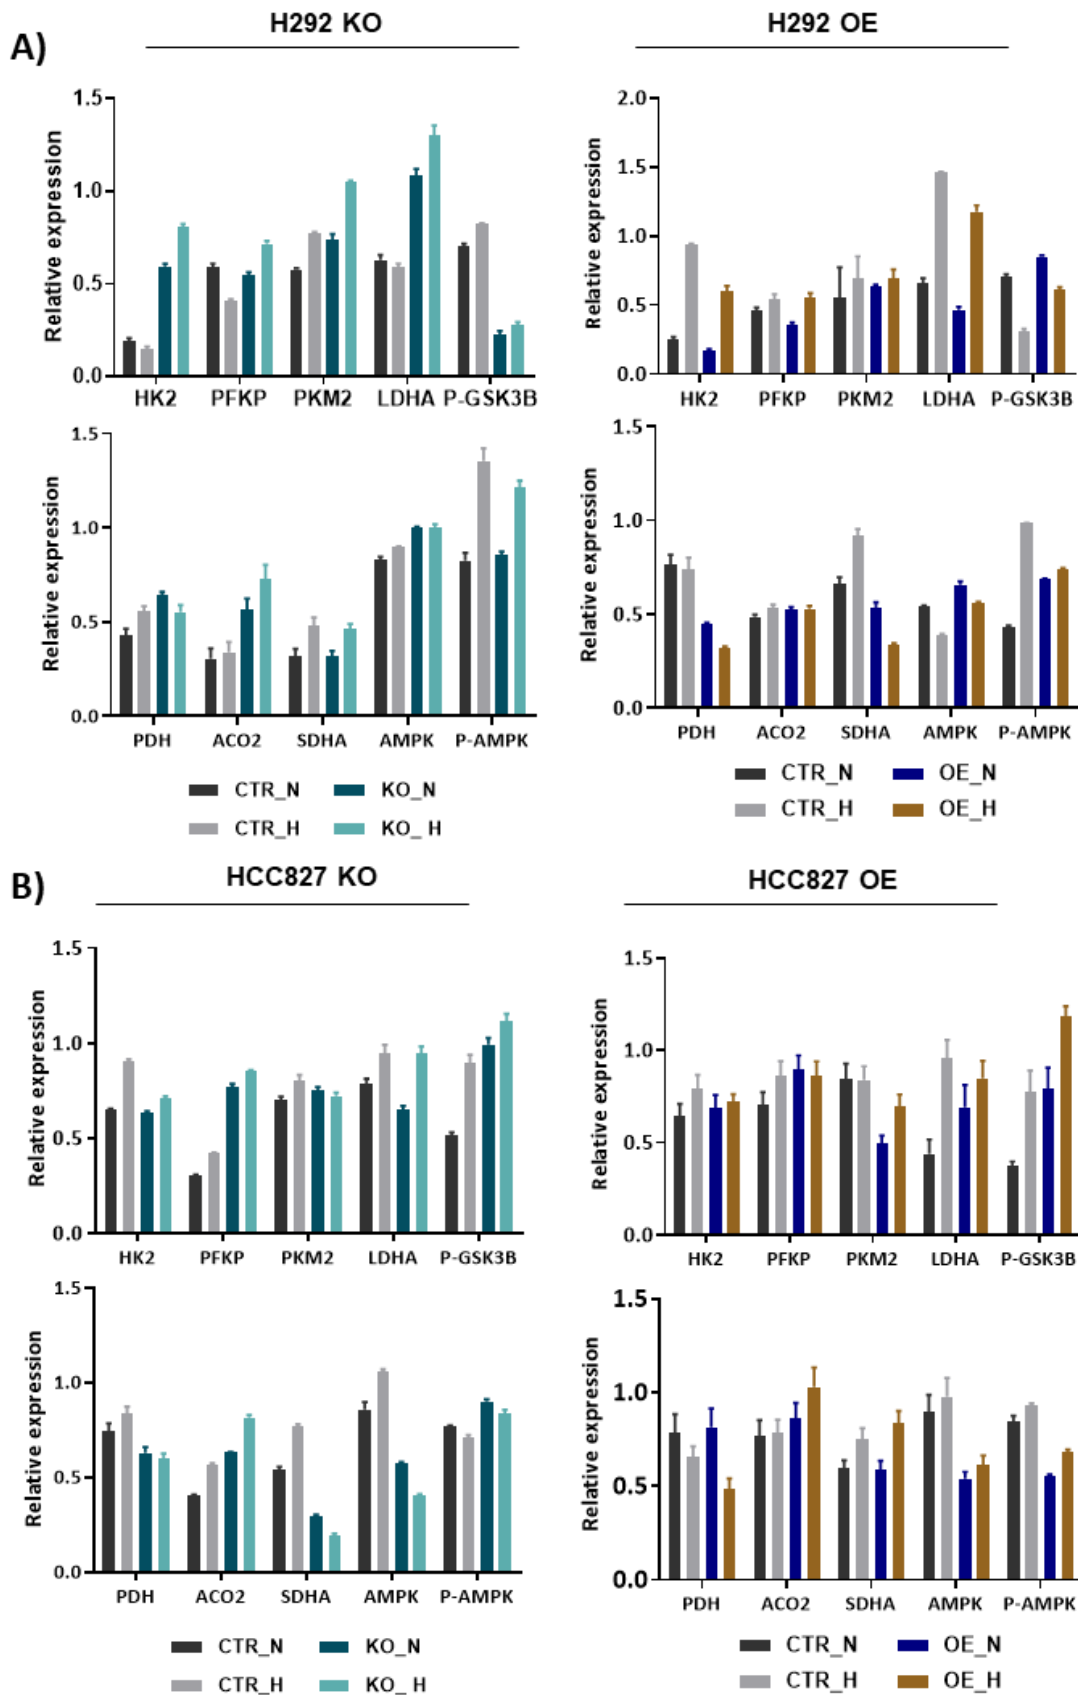 A)
H292 KO
H292 OE
Relative expression
1.5
1.0
0.5
0.0
HK2 PFKP PKM2 LDHA P-GSK3B
Relative expression
2.0
1.5
1.0
0.5
0.0
HK2 PFKP PKM2 LDHA P-GSK3B
Relative expression
1.5
1.0
0.5
0.0
PDH ACO2 SDHA AMPK P-AMPK
CTR_N KO_N
CTR_H KO_ H
Relative expression
1.5
1.0
0.5
0.0
PDH ACO2 SDHA AMPK P-AMPK
CTR_N OE_N
CTR_H OE_H
B)
HCC827 KO
HCC827 OE
Relative expression
1.5
1.0
0.5
0.0
HK2 PFKP PKM2 LDHA P-GSK3B
Relative expression
1.5
1.0
0.5
0.0
HK2 PFKP PKM2 LDHA P-GSK3B
Relative expression
1.5
1.0
0.5
0.0
PDH ACO2 SDHA AMPK P-AMPK
CTR_N KO_N
CTR_H KO_ H
Relative expression
1.5
1.0
0.5
0.0
PDH ACO2 SDHA AMPK P-AMPK
CTR_N OE_N
CTR_H OE_H